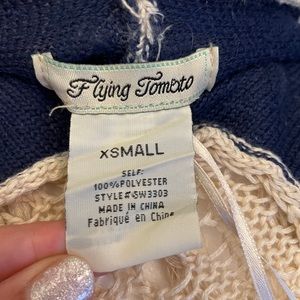 Flying Tomato
XSMALL
SELF:
100%POLYESTER
STYLE#:SW3303
MADE IN CHINA
Fabriqué en Chine